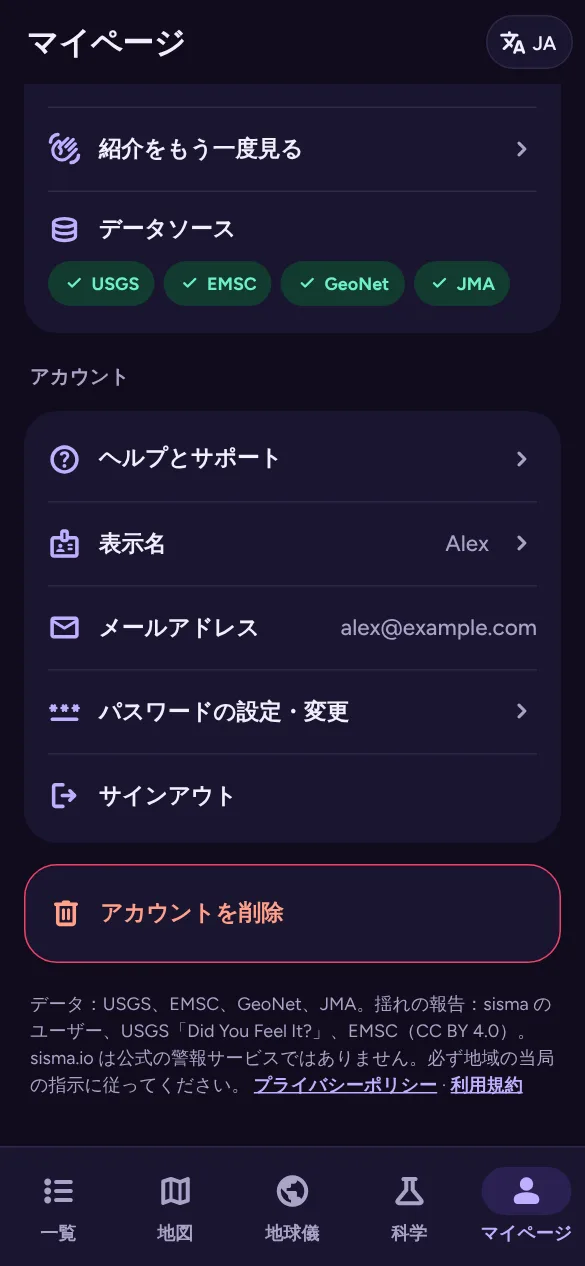 マイページ
JA
紹介をもう一度見る
データソース
USGS
EMSC
GeoNet
JMA
アカウント
ヘルプとサポート
表示名
Alex
メールアドレス
alex@example.com
パスワードの設定・変更
サインアウト
アカウントを削除
データ：USGS、EMSC、GeoNet、JMA。揺れの報告：sisma の
ユーザー、USGS「Did You Feel It?」、EMSC（CC BY 4.0）。
sisma.io は公式の警報サービスではありません。必ず地域の当局
の指示に従ってください。 プライバシーポリシー · 利用規約
一覧
地図
地球儀
科学
マイページ